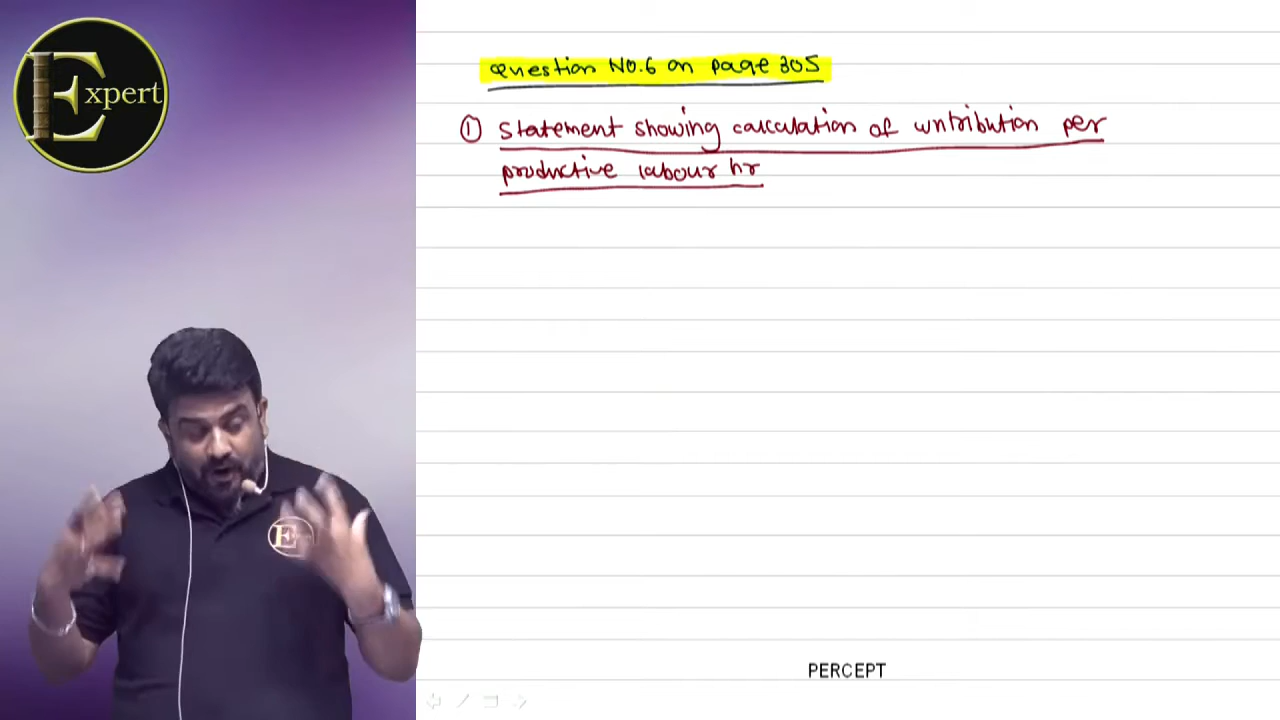 Expert
Question No.6 on page 305
① Statement showing calculation of contribution per
productive labour hr
E
PERCEPT